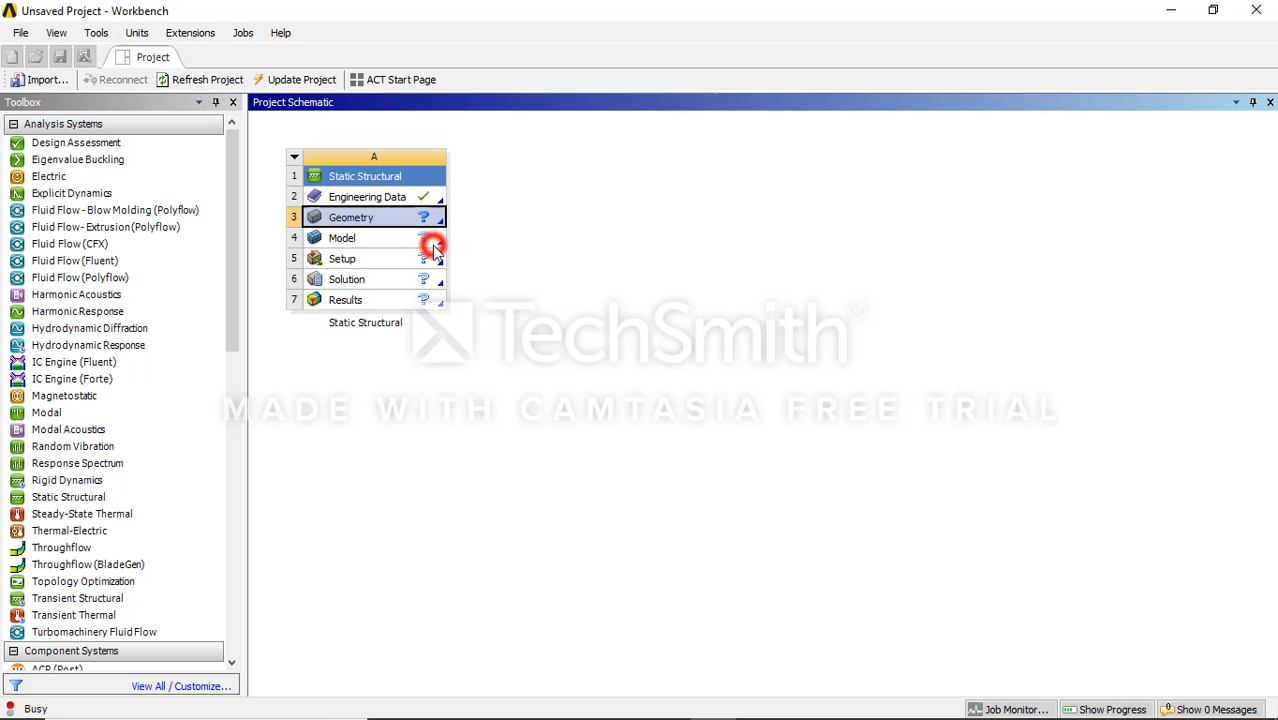 Unsaved Project - Workbench
File View Tools Units Extensions Jobs Help
Project
Import... Reconnect Refresh Project Update Project ACT Start Page
Toolbox
Analysis Systems
Design Assessment
Eigenvalue Buckling
Electric
Explicit Dynamics
Fluid Flow - Blow Molding (Polyflow)
Fluid Flow - Extrusion (Polyflow)
Fluid Flow (CFX)
Fluid Flow (Fluent)
Fluid Flow (Polyflow)
Harmonic Acoustics
Harmonic Response
Hydrodynamic Diffraction
Hydrodynamic Response
IC Engine (Fluent)
IC Engine (Forte)
Magnetostatic
Modal
Modal Acoustics
Random Vibration
Response Spectrum
Rigid Dynamics
Static Structural
Steady-State Thermal
Thermal-Electric
Throughflow
Throughflow (BladeGen)
Topology Optimization
Transient Structural
Transient Thermal
Turbomachinery Fluid Flow
Component Systems
ACP (Post)
View All / Customize...
Project Schematic
A
1 Static Structural
2 Engineering Data
3 Geometry ?
4 Model ?
5 Setup ?
6 Solution ?
7 Results ?
Static Structural
TechSmith®
MADE WITH CAMTASIA FREE TRIAL
Busy
Job Monitor... Show Progress Show 0 Messages